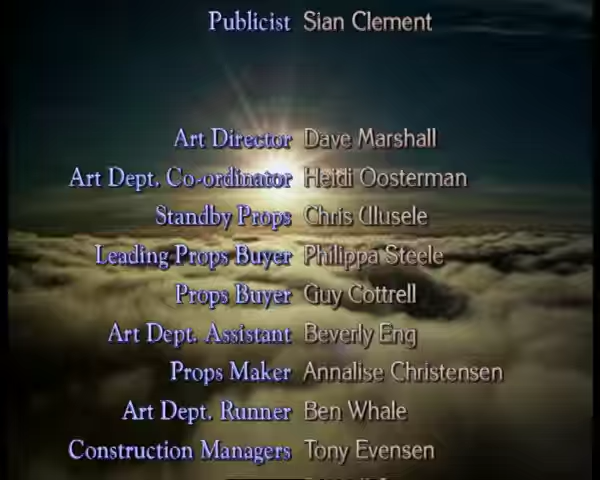 Publicist Sian Clement
Art Director Dave Marshall
Art Dept. Co-ordinator Heidi Oosterman
Standby Props Chris Ulusele
Leading Props Buyer Philippa Steele
Props Buyer Guy Cottrell
Art Dept. Assistant Beverly Eng
Props Maker Annalise Christensen
Art Dept. Runner Ben Whale
Construction Managers Tony Evensen